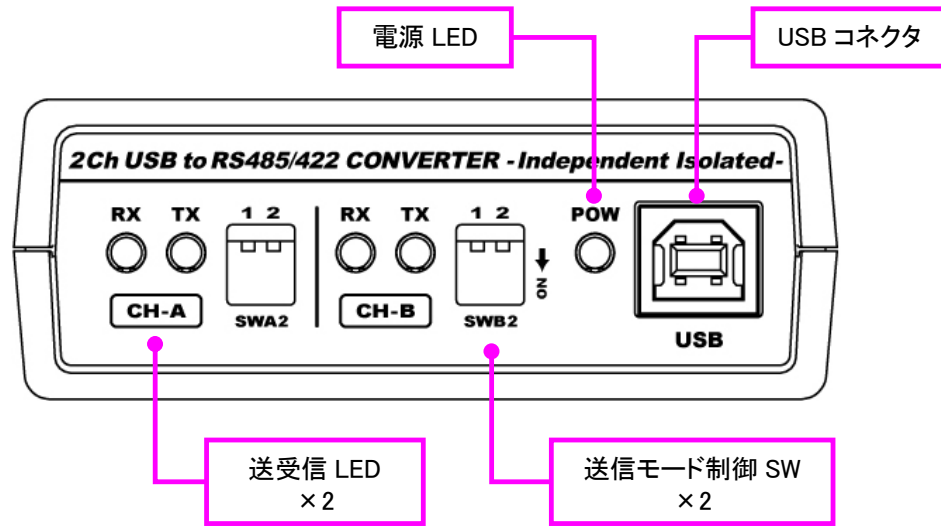 電源 LED
USB コネクタ
2Ch USB to RS485/422 CONVERTER -Independent Isolated-
RX TX 1 2
RX TX 1 2
POW
ON
CH-A
SWA2
CH-B
SWB2
USB
送受信 LED
×2
送信モード制御 SW
×2